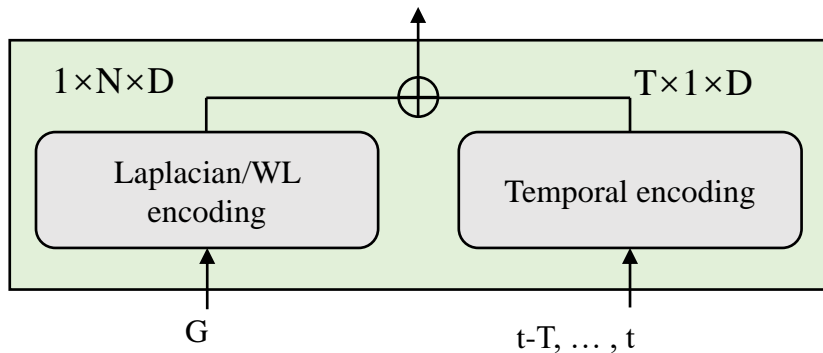 1×N×D
T×1×D
Laplacian/WL
encoding
Temporal encoding
G
t-T, … , t